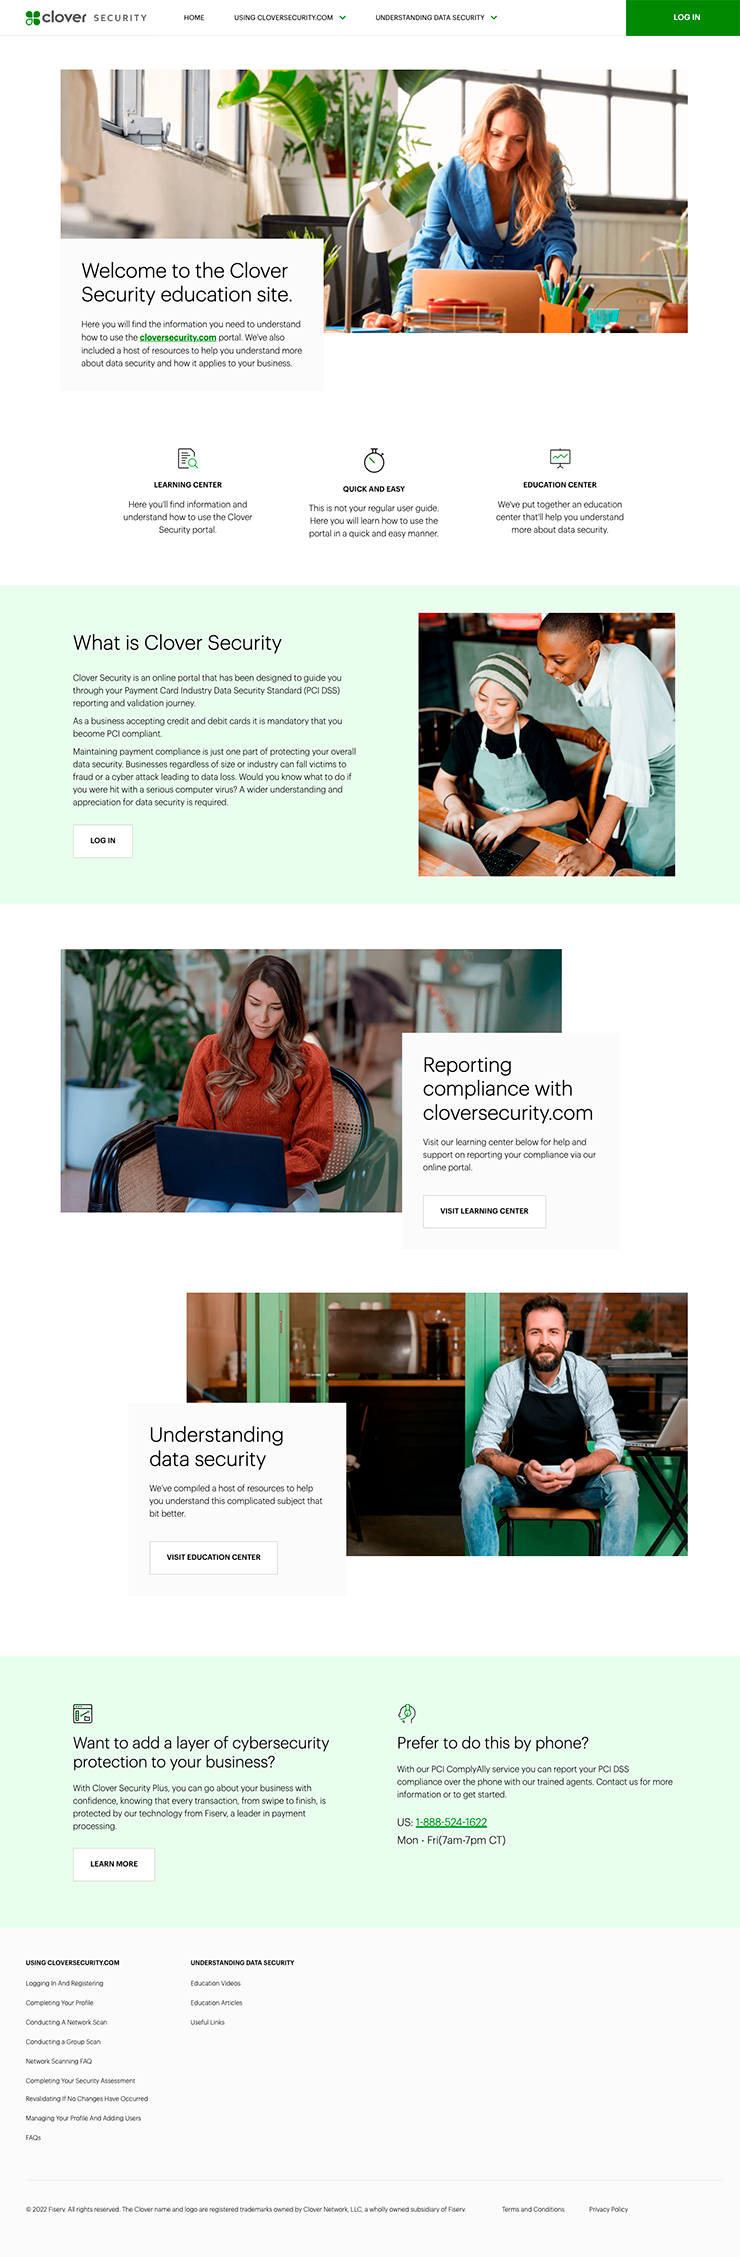 clover SECURITY
HOME
USING CLOVERSECURITY.COM
UNDERSTANDING DATA SECURITY
LOG IN
Welcome to the Clover
Security education site.
Here you will find the information you need to understand
how to use the cloversecurity.com portal. We've also
included a host of resources to help you understand more
about data security and how it applies to your business.
LEARNING CENTER
Here you'll find information and
understand how to use the Clover
Security portal.
QUICK AND EASY
This is not your regular user guide.
Here you will learn how to use the
portal in a quick and easy manner.
EDUCATION CENTER
We've put together an education
center that'll help you understand
more about data security.
What is Clover Security
Clover Security is an online portal that has been designed to guide you
through your Payment Card Industry Data Security Standard (PCI DSS)
reporting and validation journey.
As a business accepting credit and debit cards it is mandatory that you
become PCI compliant.
Maintaining payment compliance is just one part of protecting your overall
data security. Businesses regardless of size or industry can fall victims to
fraud or a cyber attack leading to data loss. Would you know what to do if
you were hit with a serious computer virus? A wider understanding and
appreciation for data security is required.
LOG IN
Reporting
compliance with
cloversecurity.com
Visit our learning center below for help and
support on reporting your compliance via our
online portal.
VISIT LEARNING CENTER
Understanding
data security
We've compiled a host of resources to help
you understand this complicated subject that
bit better.
VISIT EDUCATION CENTER
Want to add a layer of cybersecurity
protection to your business?
With Clover Security Plus, you can go about your business with
confidence, knowing that every transaction, from swipe to finish, is
protected by our technology from Fiserv, a leader in payment
processing.
LEARN MORE
Prefer to do this by phone?
With our PCI ComplyAlly service you can report your PCI DSS
compliance over the phone with our trained agents. Contact us for more
information or to get started.
US: 1-888-524-1622
Mon - Fri(7am-7pm CT)
USING CLOVERSECURITY.COM
Logging In And Registering
Completing Your Profile
Conducting A Network Scan
Conducting a Group Scan
Network Scanning FAQ
Completing Your Security Assessment
Revalidating If No Changes Have Occurred
Managing Your Profile And Adding Users
FAQs
UNDERSTANDING DATA SECURITY
Education Videos
Education Articles
Useful Links
© 2022 Fiserv. All rights reserved. The Clover name and logo are registered trademarks owned by Clover Network, LLC, a wholly owned subsidiary of Fiserv.
Terms and Conditions
Privacy Policy